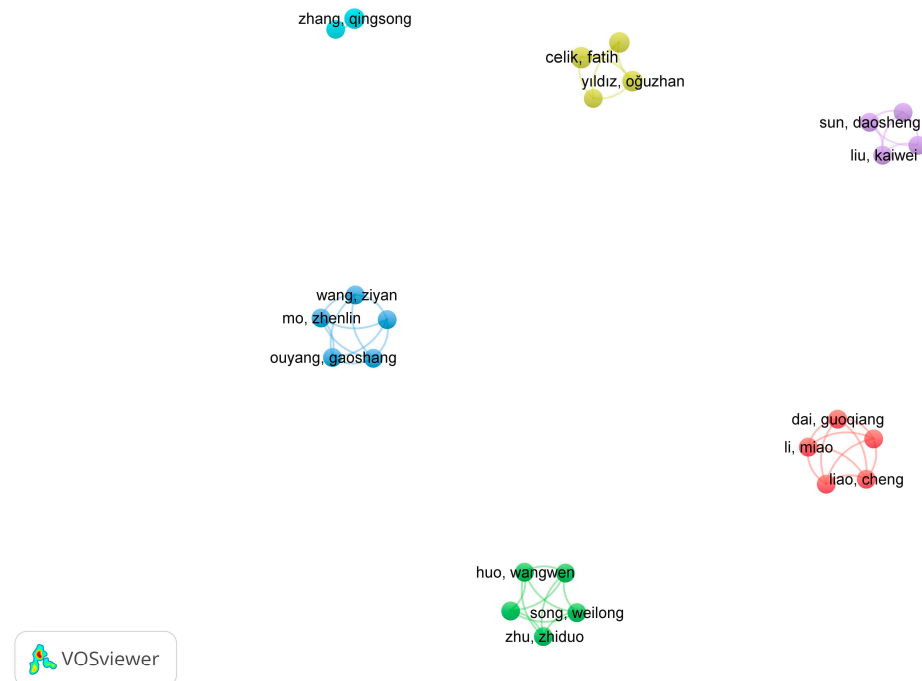 zhang, qingsong
celik, fatih
yıldız, oğuzhan
sun, daosheng
liu, kaiwei
wang, ziyan
mo, zhenlin
ouyang, gaoshang
dai, guoqiang
li, miao
liao, cheng
huo, wangwen
song, weilong
zhu, zhiduo
VOSviewer